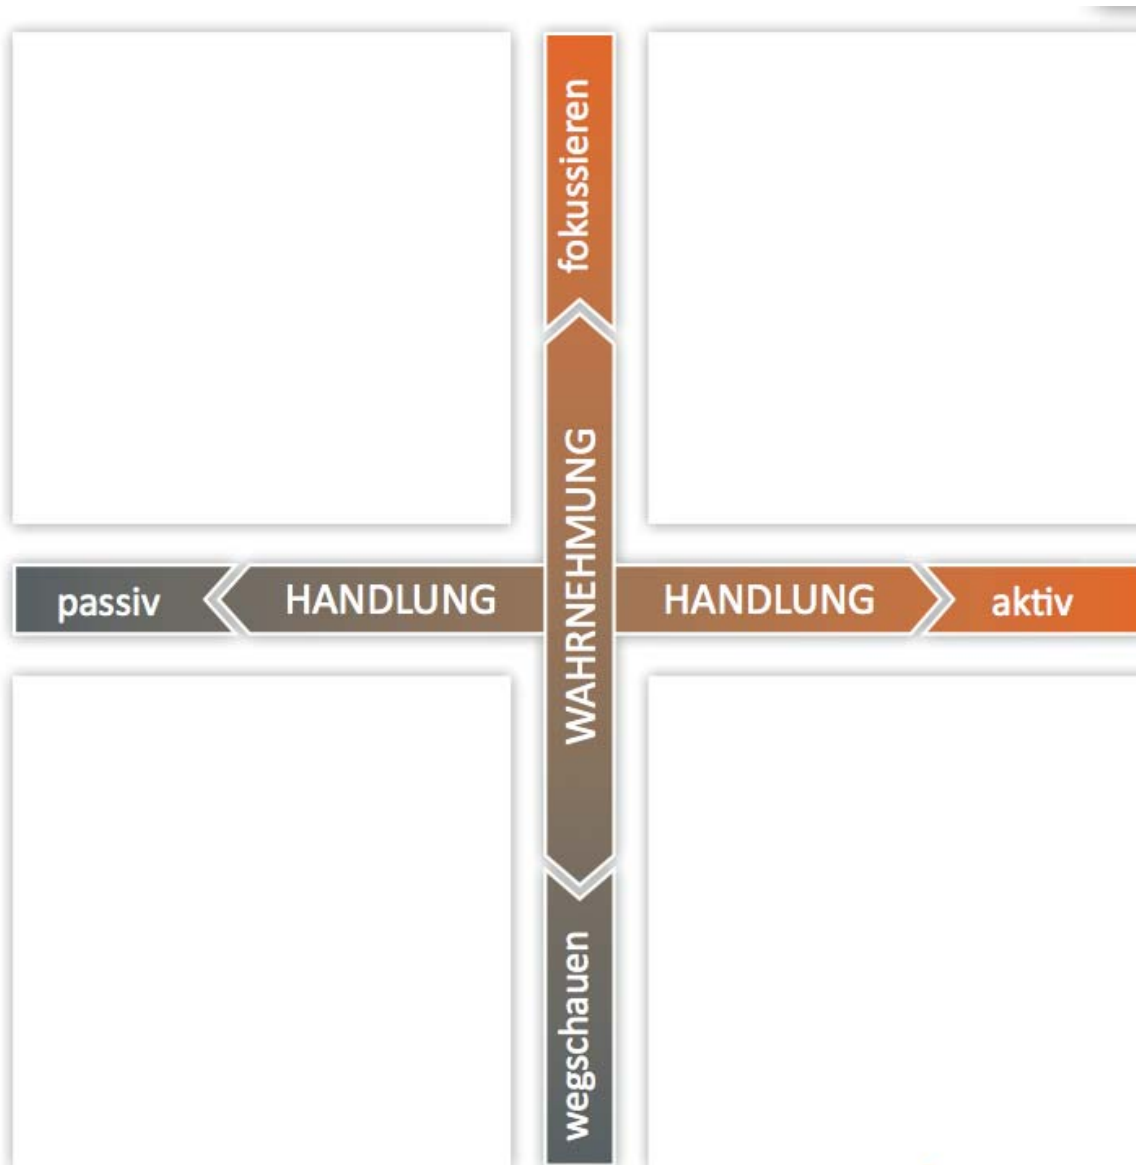 fokussieren
WAHRNEHMUNG
passiv
HANDLUNG
HANDLUNG
aktiv
wegschauen